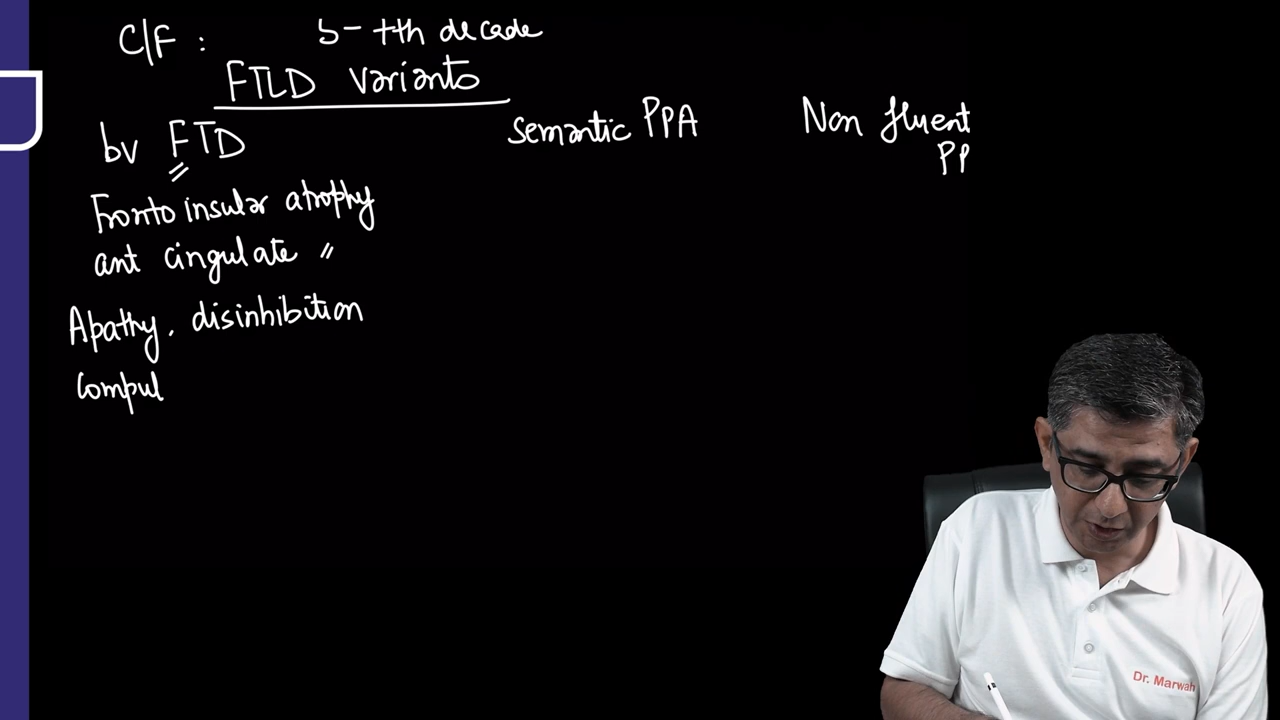 C/F : 5-7th decade
FTLD variants
bv FTD
Semantic PPA
Non fluent
PP
Fronto insular atrophy
ant cingulate "
Apathy, disinhibition
Compul
Dr. Marwah